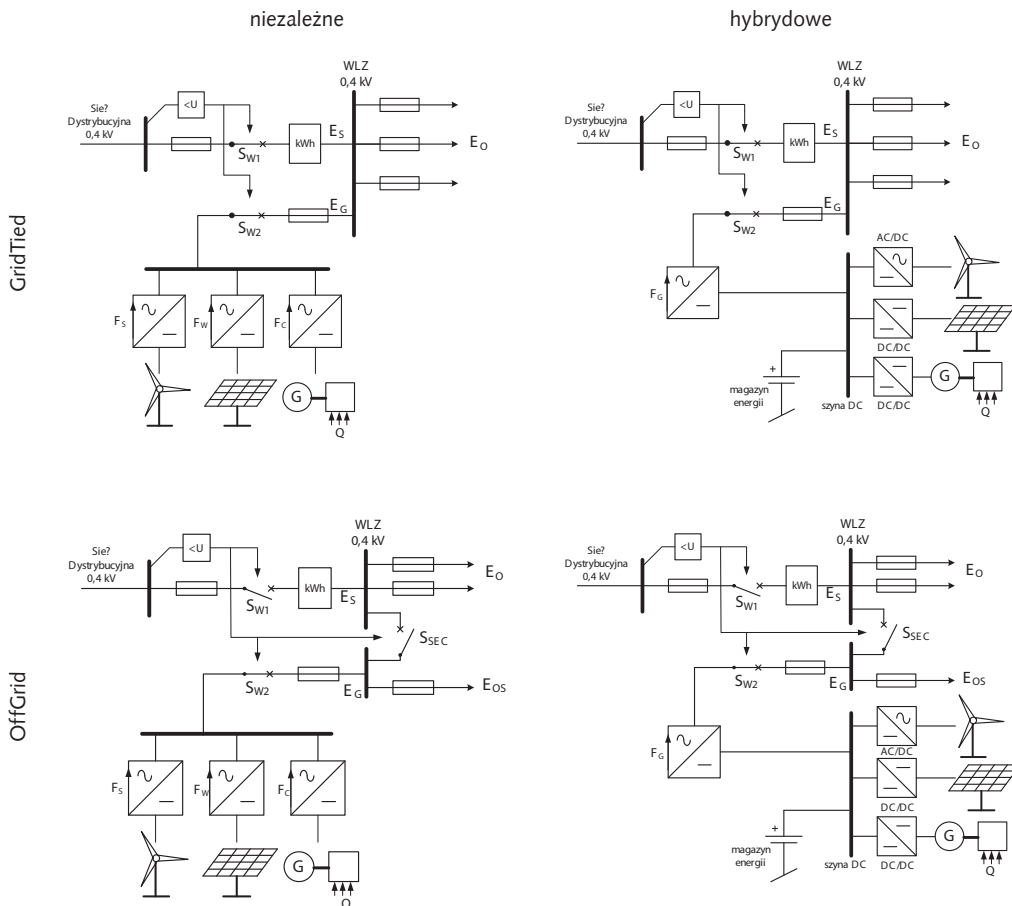 niezależne
hybrydowe
GridTied
OffGrid
WLZ
0,4 kV
<U
Sie?
Dystrybucyjna
0,4 kV
kWh
E_S
E_O
S_W1
E_G
S_W2
F_S
F_W
F_C
G
Q
WLZ
0,4 kV
<U
Sie?
Dystrybucyjna
0,4 kV
kWh
E_S
E_O
S_W1
E_G
S_W2
AC/DC
F_G
DC/DC
+
magazyn
energii
szyna DC
DC/DC
G
Q
WLZ
0,4 kV
<U
Sie?
Dystrybucyjna
0,4 kV
kWh
E_S
E_O
S_W1
S_SEC
S_W2
E_G
E_OS
F_S
F_W
F_C
G
Q
WLZ
0,4 kV
<U
Sie?
Dystrybucyjna
0,4 kV
kWh
E_S
E_O
S_W1
S_SEC
S_W2
E_G
E_OS
F_G
AC/DC
DC/DC
+
magazyn
energii
szyna DC
DC/DC
G
Q